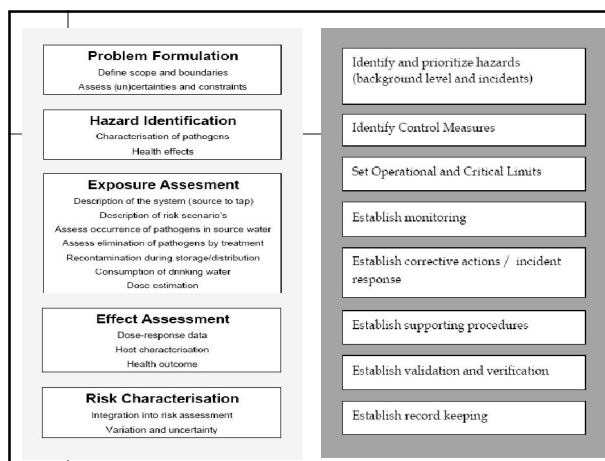 Problem Formulation
Define scope and boundaries
Assess (un)certainties and constraints
Hazard Identification
Characterisation of pathogens
Health effects
Exposure Assesment
Description of the system (source to tap)
Description of risk scenario's
Assess occurrence of pathogens in source water
Assess elimination of pathogens by treatment
Recontamination during storage/distribution
Consumption of drinking water
Dose estimation
Effect Assessment
Dose-response data
Host characterisation
Health outcome
Risk Characterisation
Integration into risk assessment
Variation and uncertainty
Identify and prioritize hazards
(background level and incidents)
Identify Control Measures
Set Operational and Critical Limits
Establish monitoring
Establish corrective actions / incident
response
Establish supporting procedures
Establish validation and verification
Establish record keeping